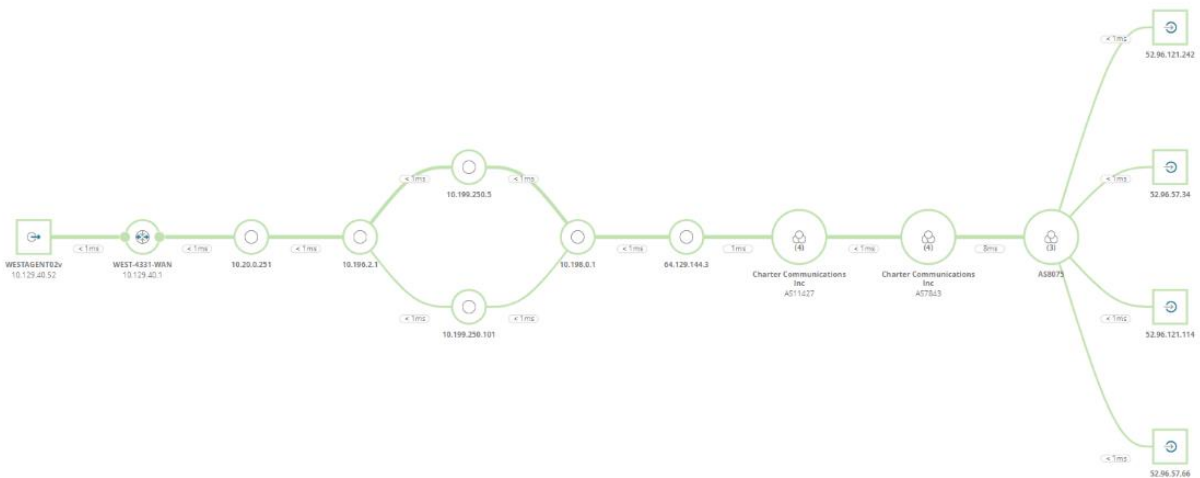 < 1ms
52.96.121.242
< 1ms
10.199.250.5
< 1ms
< 1ms
52.96.57.34
WESTAGENT02v
10.129.40.52
< 1ms
WEST-4331-WAN
10.129.40.1
< 1ms
10.20.0.251
< 1ms
10.196.2.1
10.198.0.1
< 1ms
64.129.144.3
1ms
(4)
Charter Communications
Inc
AS11427
< 1ms
(4)
Charter Communications
Inc
AS7843
8ms
(3)
AS8075
< 1ms
10.199.250.101
< 1ms
< 1ms
52.96.121.114
< 1ms
52.96.57.66